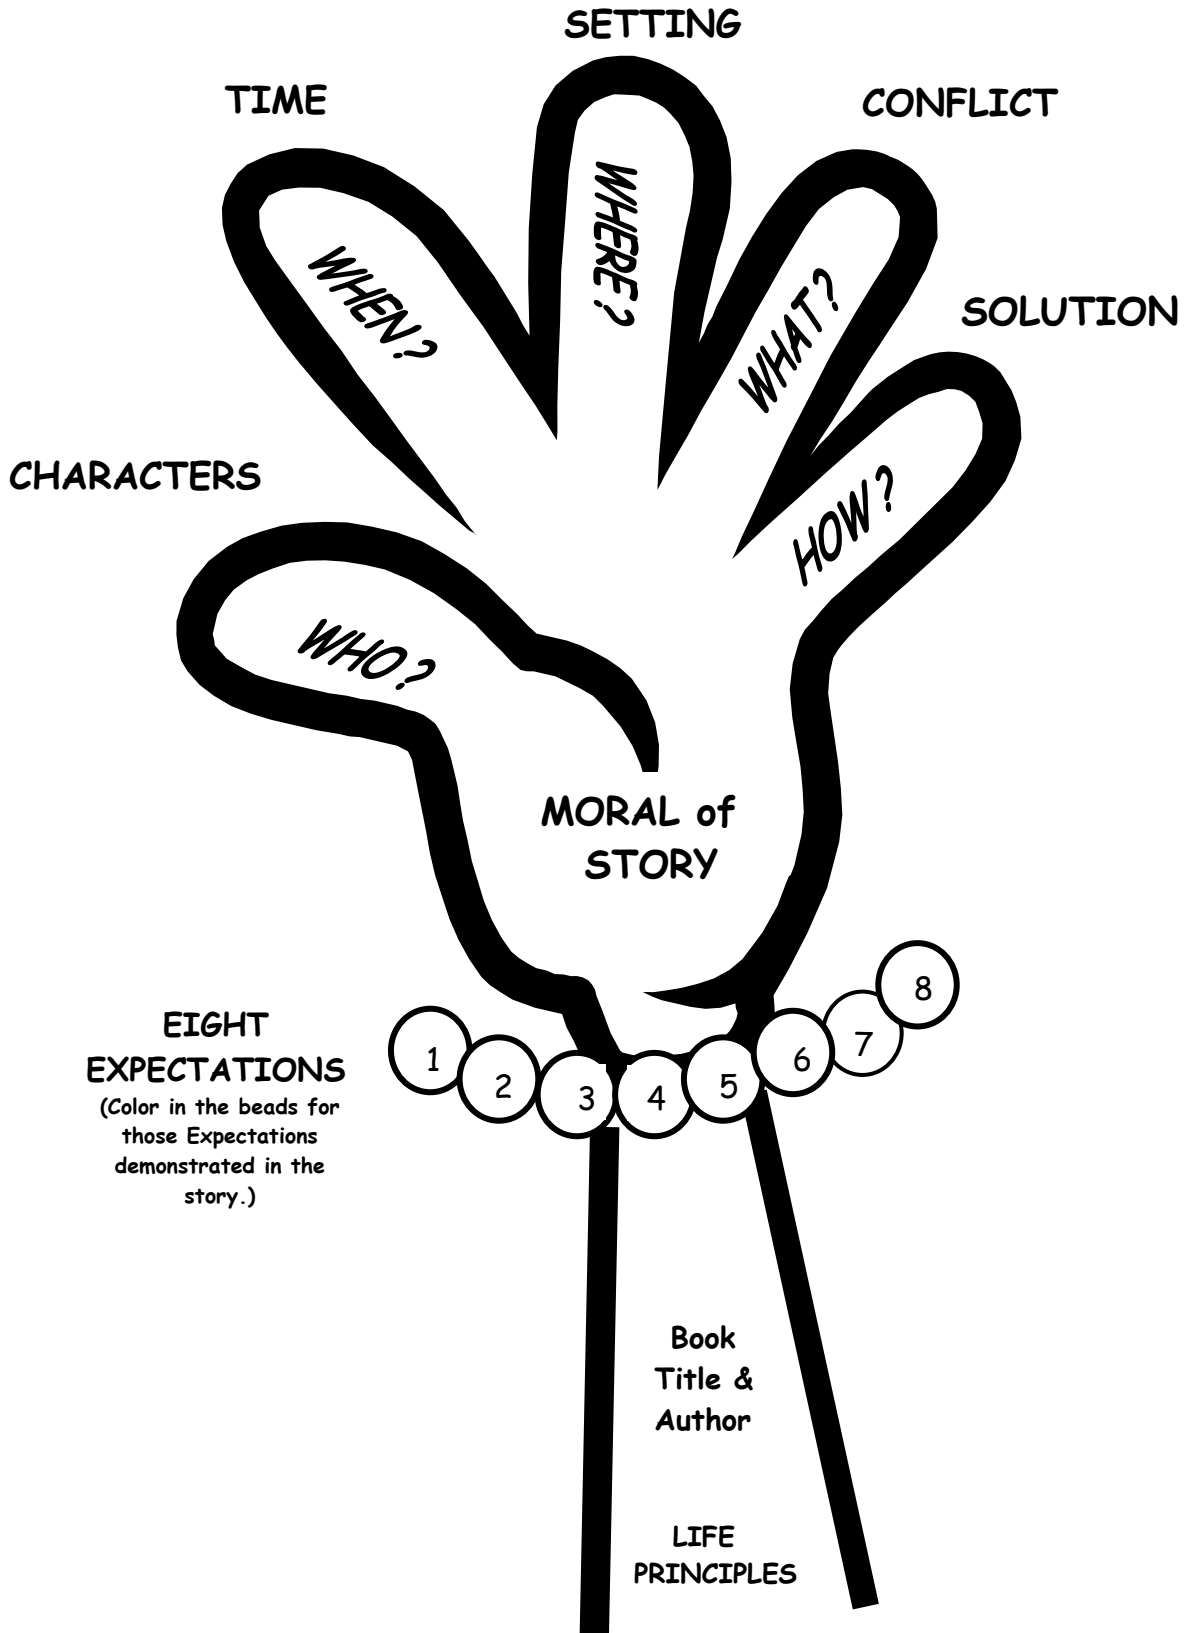 SETTING
TIME
CONFLICT
WHERE?
WHEN?
WHAT?
SOLUTION
CHARACTERS
HOW?
WHO?
MORAL of
STORY
EIGHT
EXPECTATIONS
(Color in the beads for
those Expectations
demonstrated in the
story.)
1
2
3
4
5
6
7
8
Book
Title &
Author
LIFE
PRINCIPLES